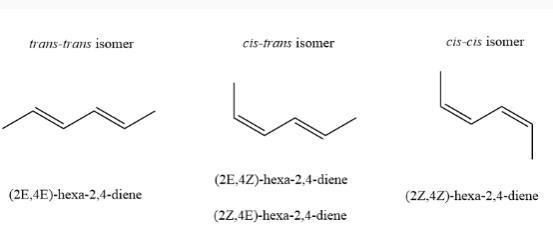 trans-trans isomer
cis-trans isomer
cis-cis isomer
(2E,4E)-hexa-2,4-diene
(2E,4Z)-hexa-2,4-diene
(2Z,4E)-hexa-2,4-diene
(2Z,4Z)-hexa-2,4-diene